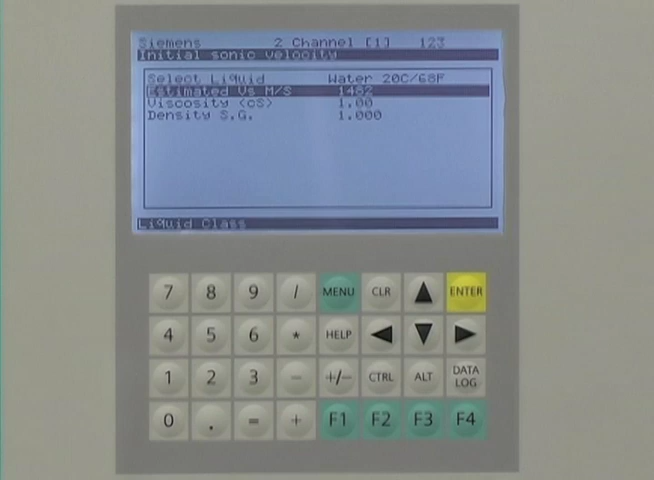 Siemens 2 Channel [1] 123
Initial sonic velocity
Select Liquid Water 20C/68F
Estimated Vs M/S 1482
Viscosity (cS) 1.00
Density S.G. 1.000
Liquid Class
7 8 9 / MENU CLR ▲ ENTER
4 5 6 * HELP ◀ ▼ ▶
1 2 3 − +/− CTRL ALT DATA LOG
0 . = + F1 F2 F3 F4